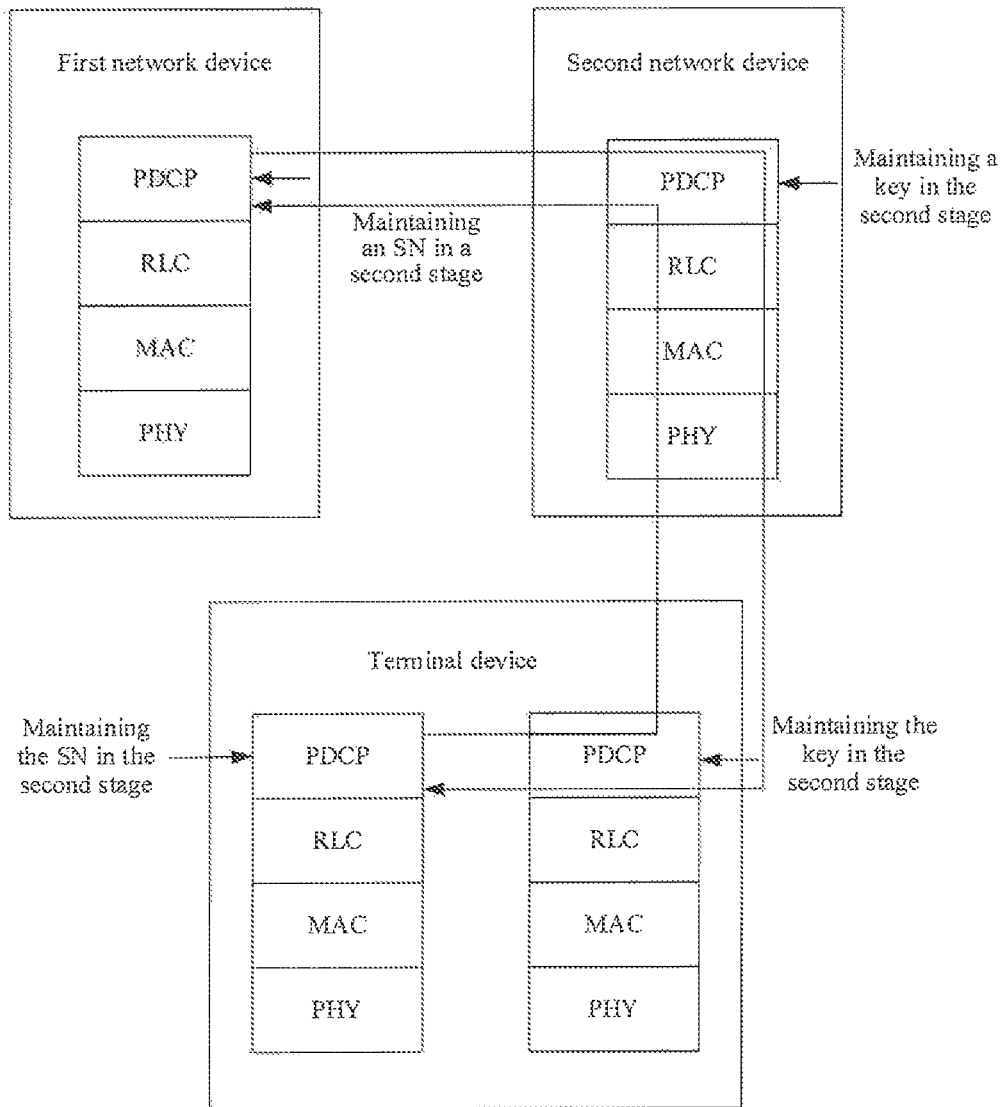 First network device
PDCP
RLC
MAC
PHY
Maintaining
an SN in a
second stage
Second network device
PDCP
RLC
MAC
PHY
Maintaining a
key in the
second stage
Terminal device
Maintaining
the SN in the
second stage
PDCP
RLC
MAC
PHY
PDCP
RLC
MAC
PHY
Maintaining the
key in the
second stage